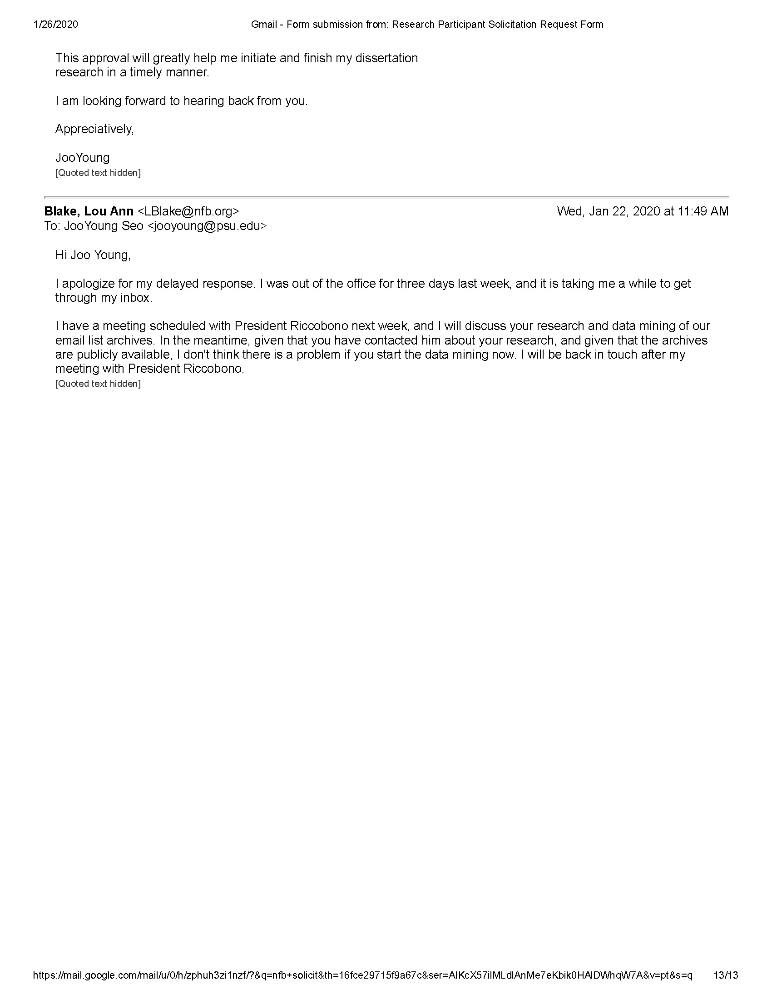 1/26/2020 Gmail - Form submission from: Research Participant Solicitation Request Form
This approval will greatly help me initiate and finish my dissertation
research in a timely manner.
I am looking forward to hearing back from you.
Appreciatively,
JooYoung
[Quoted text hidden]
Blake, Lou Ann <LBlake@nfb.org> Wed, Jan 22, 2020 at 11:49 AM
To: JooYoung Seo <jooyoung@psu.edu>
Hi Joo Young,
I apologize for my delayed response. I was out of the office for three days last week, and it is taking me a while to get
through my inbox.
I have a meeting scheduled with President Riccobono next week, and I will discuss your research and data mining of our
email list archives. In the meantime, given that you have contacted him about your research, and given that the archives
are publicly available, I don't think there is a problem if you start the data mining now. I will be back in touch after my
meeting with President Riccobono.
[Quoted text hidden]
https://mail.google.com/mail/u/0/h/zphuh3zi1nzf/?&q=nfb+solicit&th=16fce29715f9a67c&ser=AIKcX57ilMLdlAnMe7eKbik0HAlDWhqW7A&v=pt&s=q 13/13